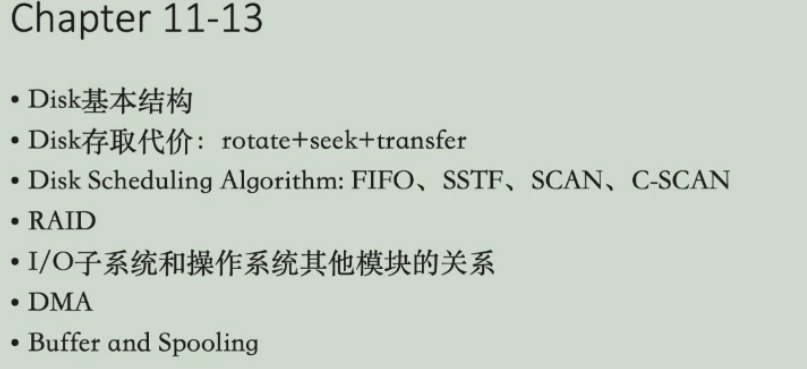 Chapter 11-13
• Disk基本结构
• Disk存取代价：rotate+seek+transfer
• Disk Scheduling Algorithm: FIFO、SSTF、SCAN、C-SCAN
• RAID
• I/O子系统和操作系统其他模块的关系
• DMA
• Buffer and Spooling